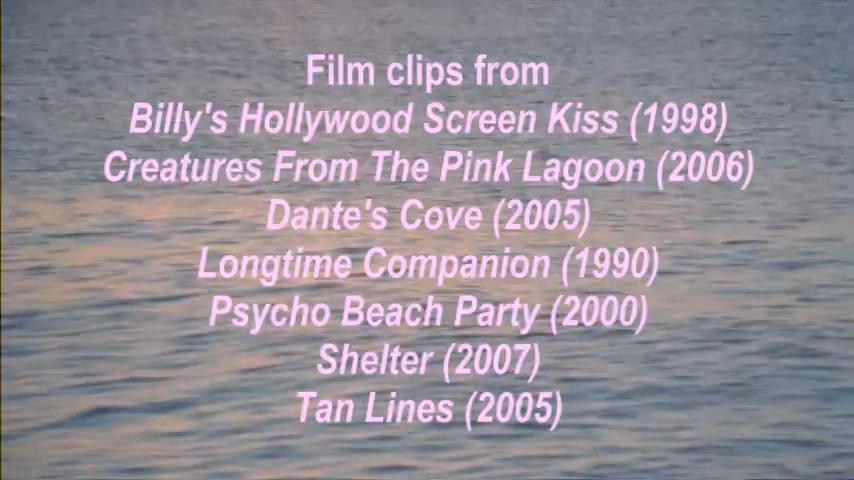 Film clips from
Billy's Hollywood Screen Kiss (1998)
Creatures From The Pink Lagoon (2006)
Dante's Cove (2005)
Longtime Companion (1990)
Psycho Beach Party (2000)
Shelter (2007)
Tan Lines (2005)